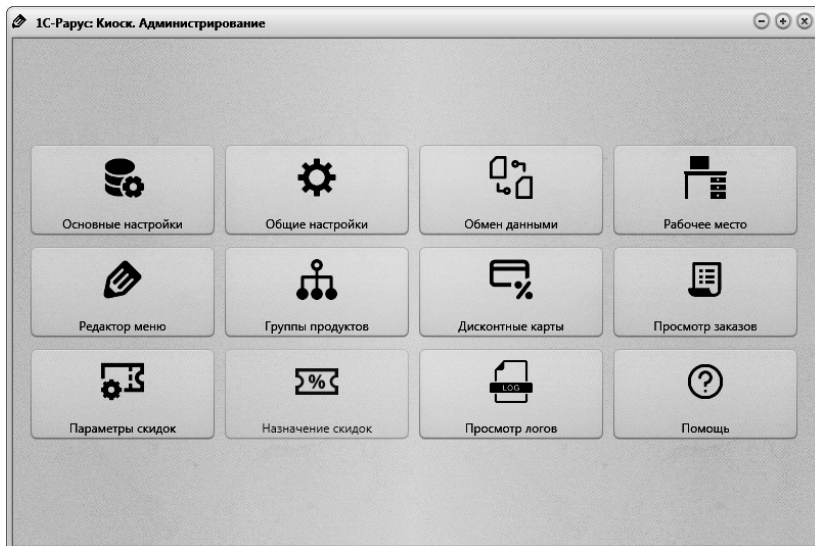 1С-Рарус: Киоск. Администрирование
Основные настройки
Общие настройки
Обмен данными
Рабочее место
Редактор меню
Группы продуктов
Дисконтные карты
Просмотр заказов
Параметры скидок
%
Назначение скидок
LOG
Просмотр логов
?
Помощь